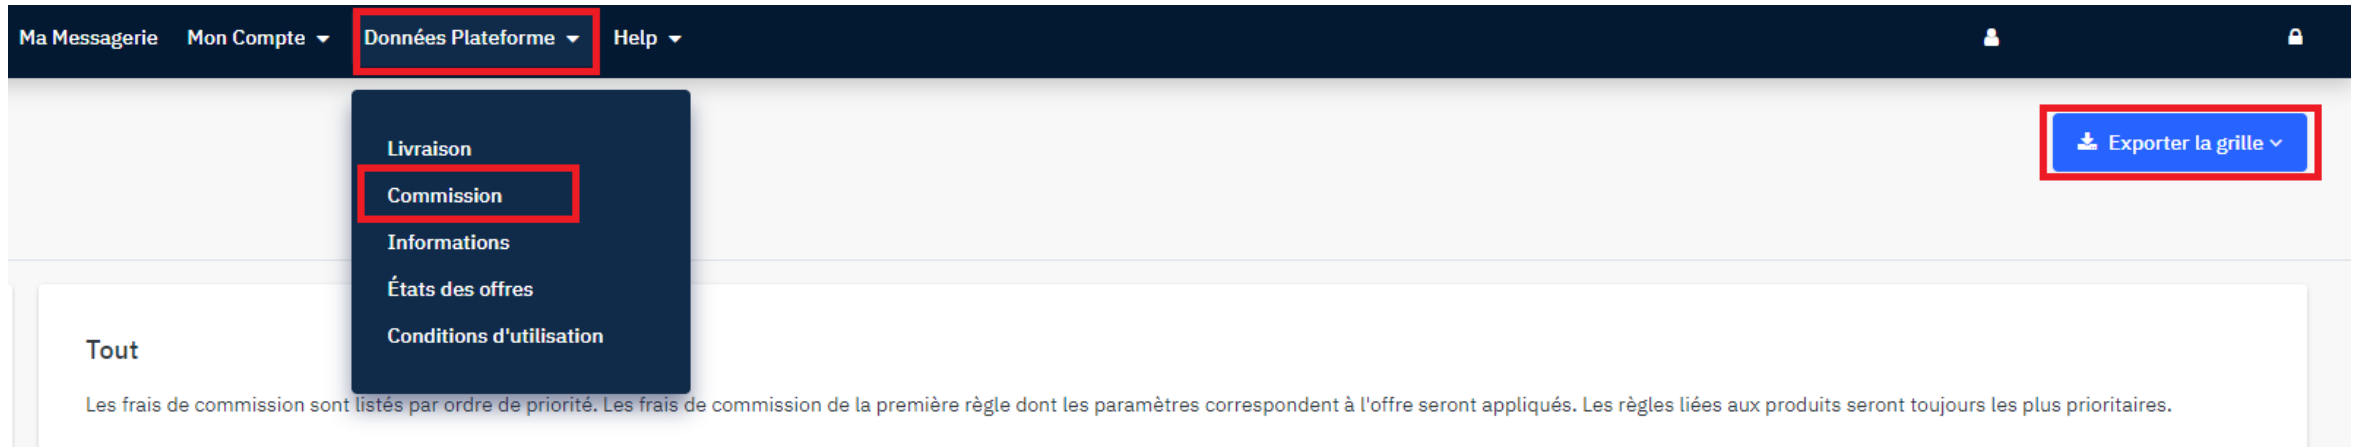 Ma Messagerie Mon Compte Données Plateforme Help
Exporter la grille
Livraison
Commission
Informations
États des offres
Conditions d'utilisation
Tout
Les frais de commission sont listés par ordre de priorité. Les frais de commission de la première règle dont les paramètres correspondent à l'offre seront appliqués. Les règles liées aux produits seront toujours les plus prioritaires.